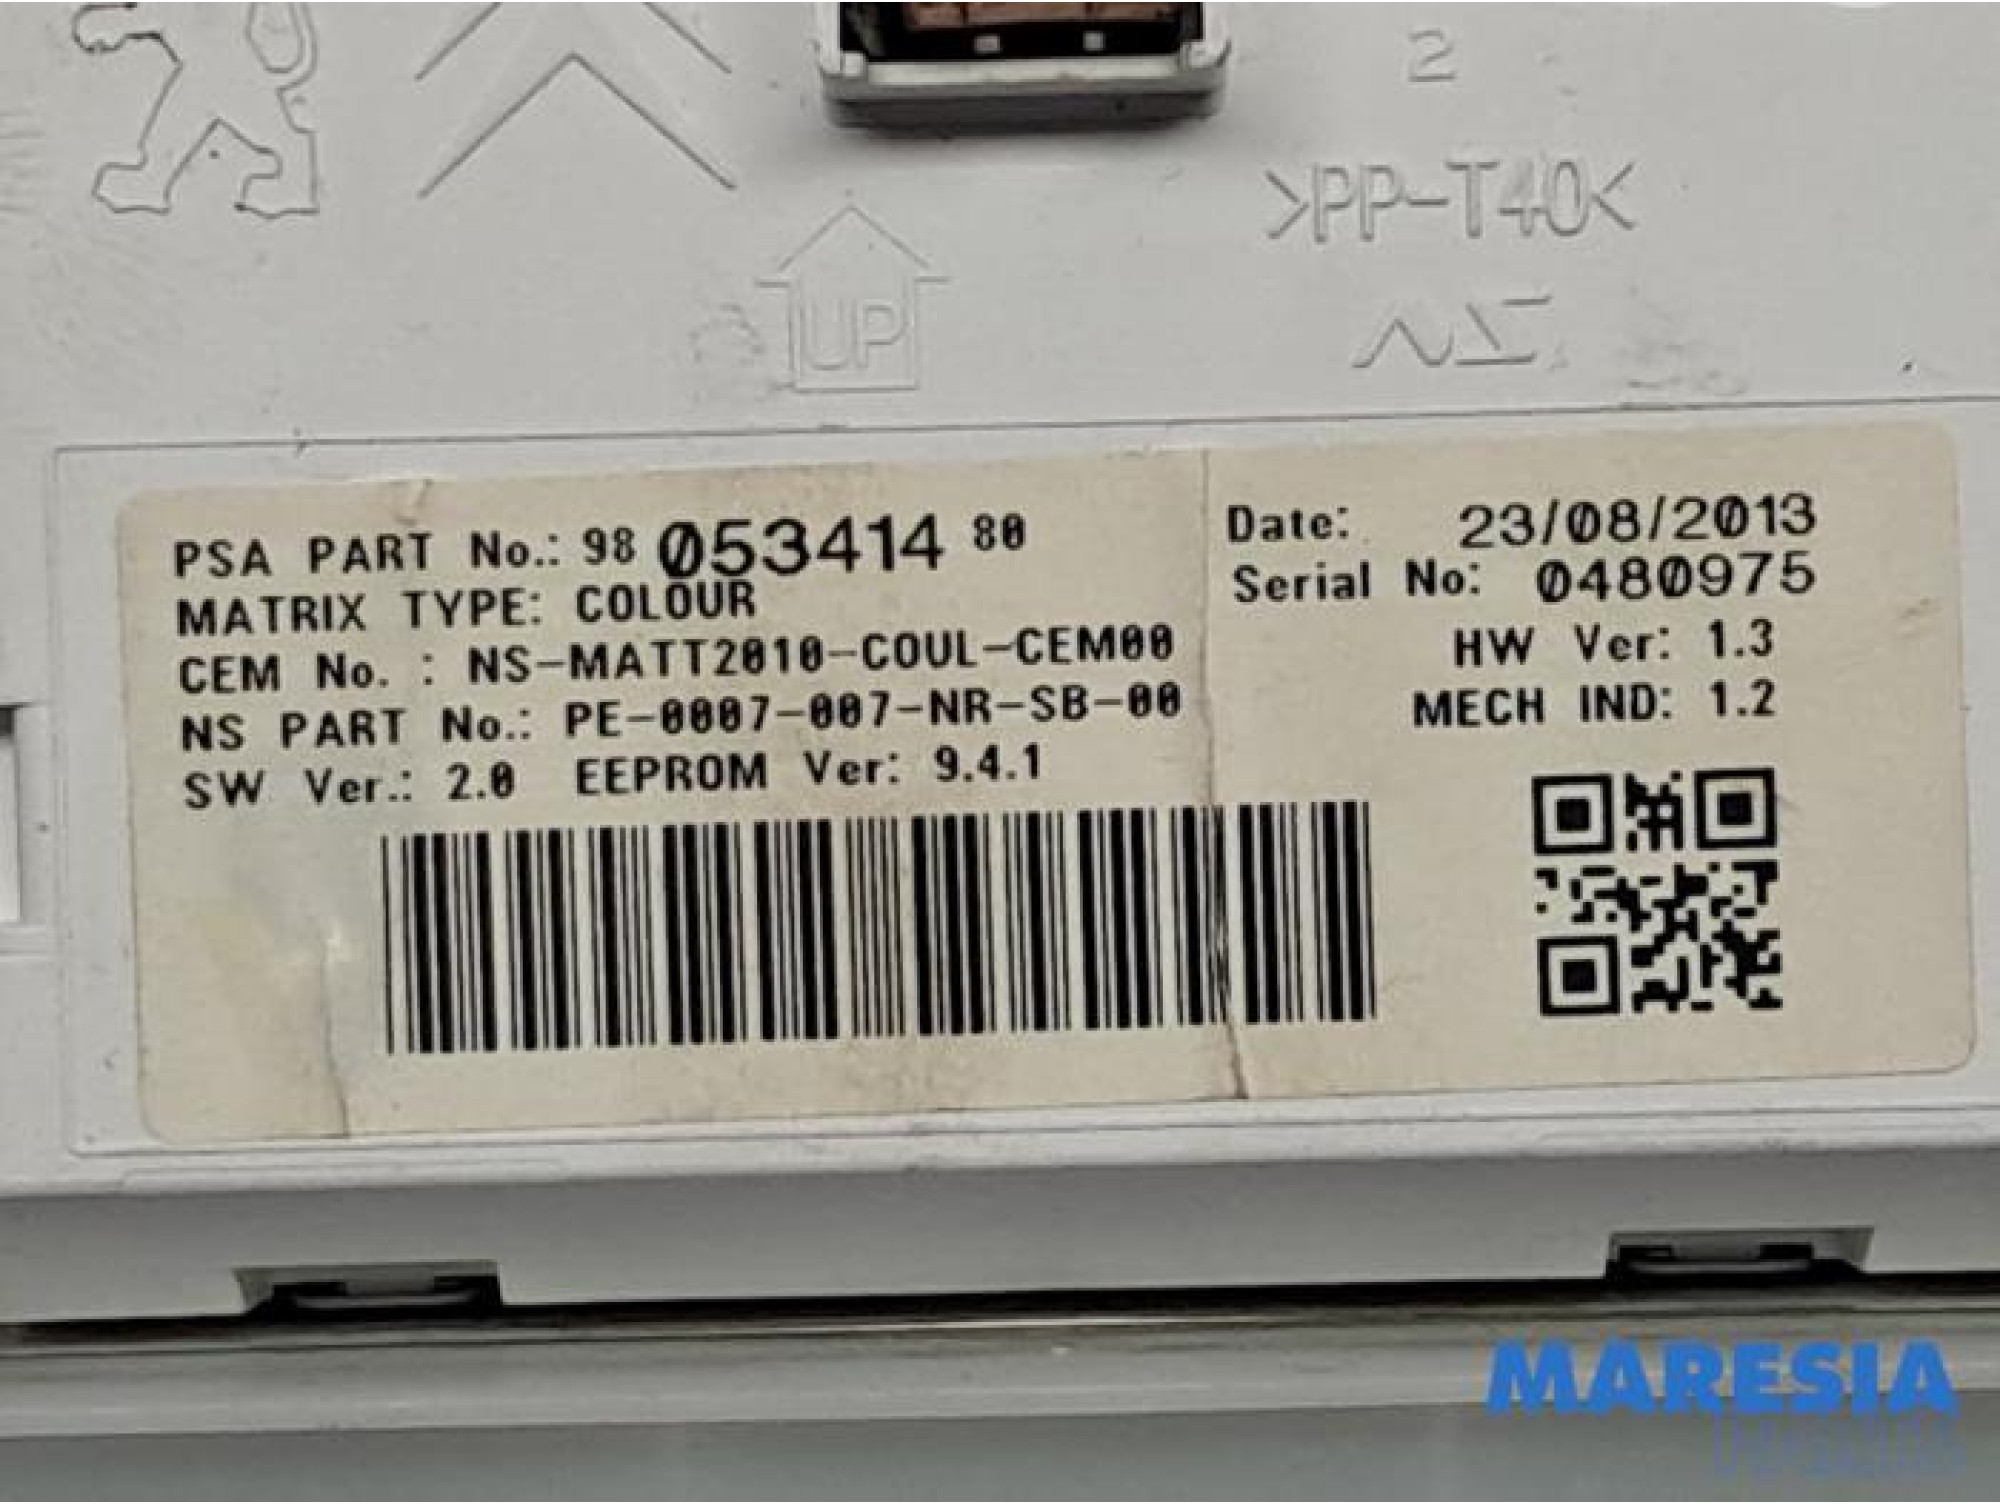 2
>PP-T40<
UP
PSA PART No.: 98 053414 80
MATRIX TYPE: COLOUR
CEM No. : NS-MATT2010-COUL-CEM00
NS PART No.: PE-0007-007-NR-SB-00
SW Ver.: 2.0 EEPROM Ver: 9.4.1
Date: 23/08/2013
Serial No: 0480975
HW Ver: 1.3
MECH IND: 1.2
MARESIA